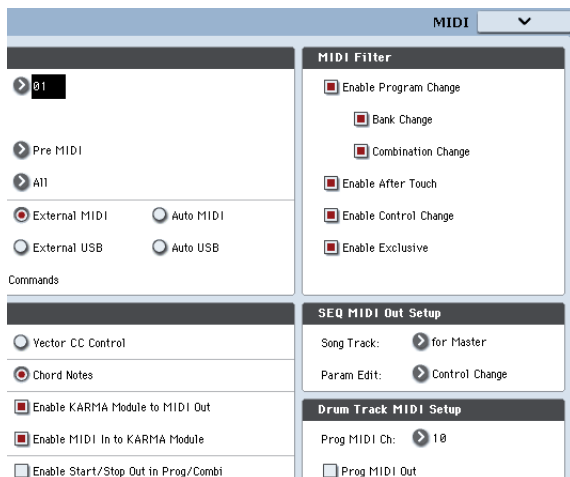 MIDI
01
Pre MIDI
All
External MIDI Auto MIDI
External USB Auto USB
Commands
Vector CC Control
Chord Notes
Enable KARMA Module to MIDI Out
Enable MIDI In to KARMA Module
Enable Start/Stop Out in Prog/Combi
MIDI Filter
Enable Program Change
Bank Change
Combination Change
Enable After Touch
Enable Control Change
Enable Exclusive
SEQ MIDI Out Setup
Song Track: for Master
Param Edit: Control Change
Drum Track MIDI Setup
Prog MIDI Ch: 10
Prog MIDI Out